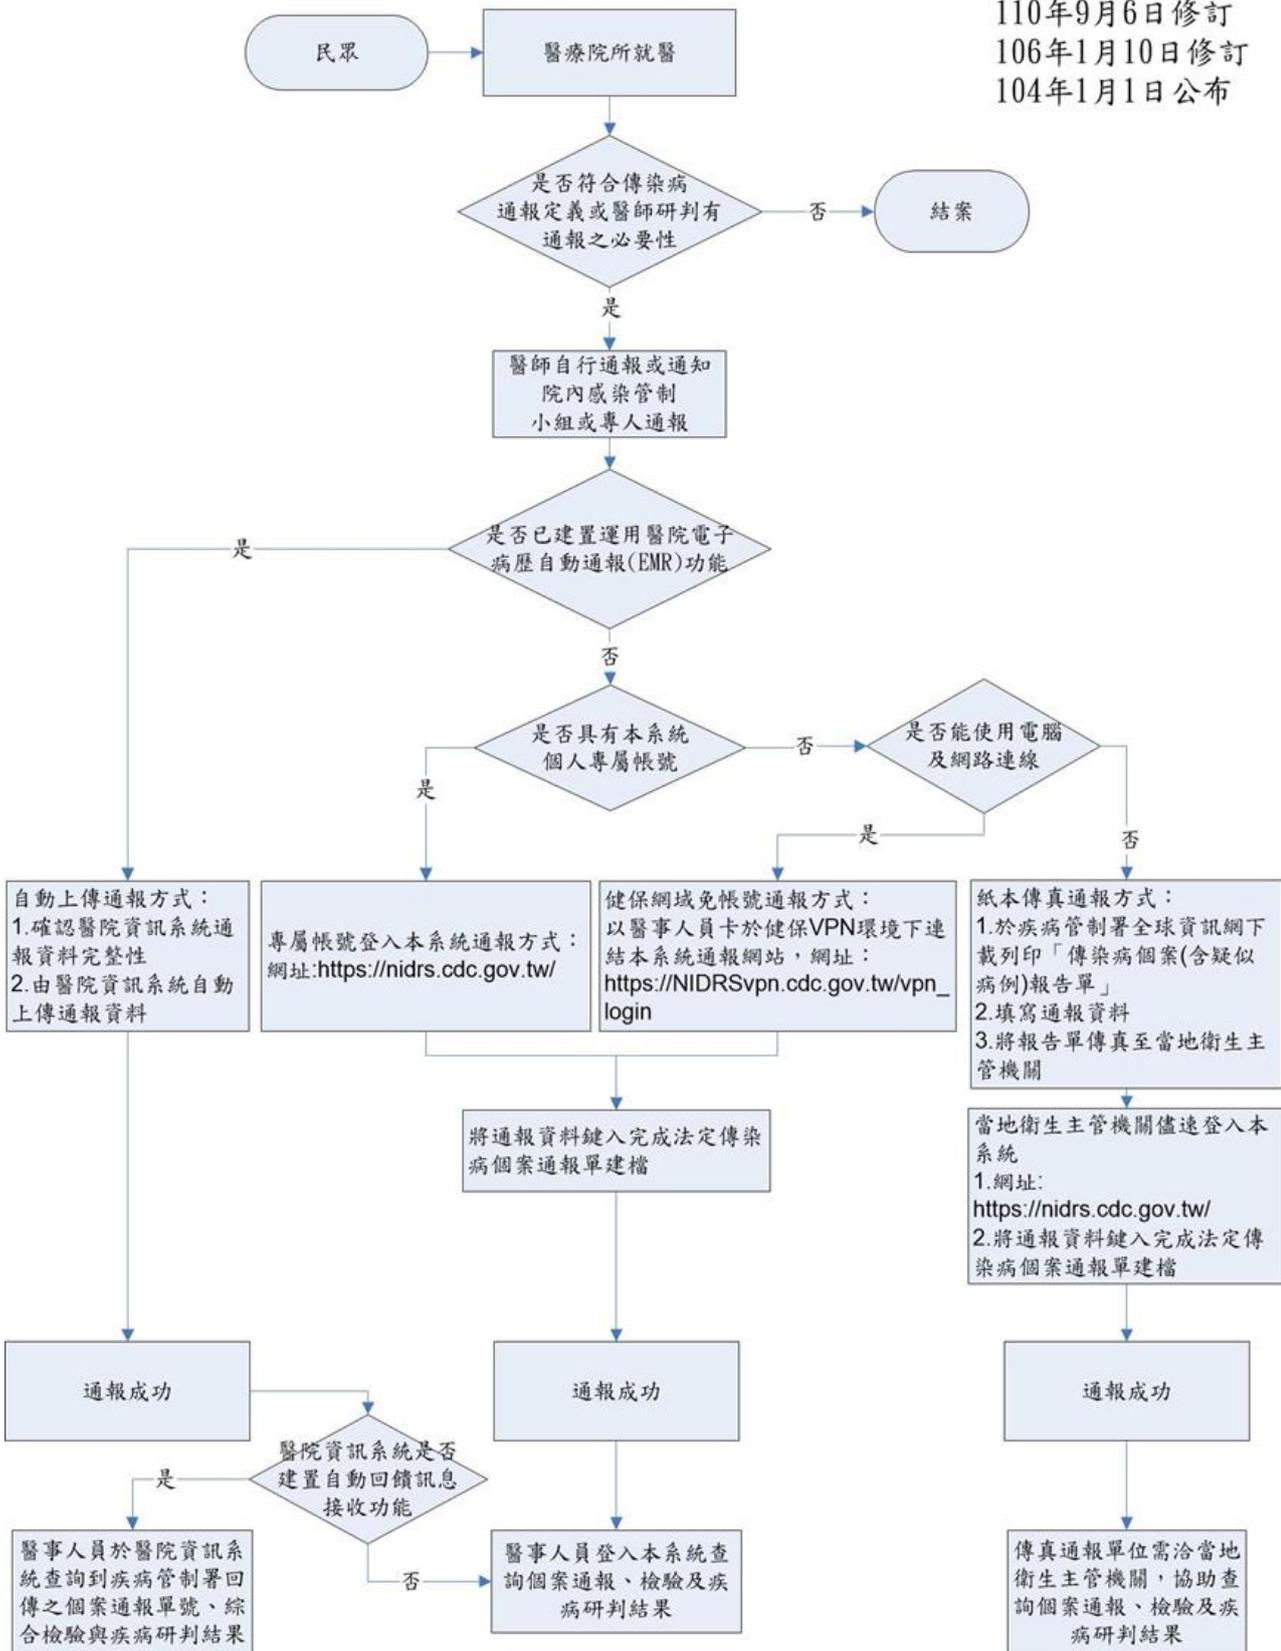 110年9月6日修訂
106年1月10日修訂
104年1月1日公布
民眾
醫療院所就醫
是否符合傳染病
通報定義或醫師研判有
通報之必要性
否
結案
是
醫師自行通報或通知
院內感染管制
小組或專人通報
是否已建置運用醫院電子
病歷自動通報(EMR)功能
是
否
是否具有本系統
個人專屬帳號
否
是否能使用電腦
及網路連線
是
是
否
自動上傳通報方式：
1.確認醫院資訊系統通
報資料完整性
2.由醫院資訊系統自動
上傳通報資料
專屬帳號登入本系統通報方式：
網址:https://nidrs.cdc.gov.tw/
健保網域免帳號通報方式：
以醫事人員卡於健保VPN環境下連
結本系統通報網站，網址：
https://NIDRSvpn.cdc.gov.tw/vpn_
login
紙本傳真通報方式：
1.於疾病管制署全球資訊網下
載列印「傳染病個案(含疑似
病例)報告單」
2.填寫通報資料
3.將報告單傳真至當地衛生主
管機關
將通報資料鍵入完成法定傳染
病個案通報單建檔
當地衛生主管機關儘速登入本
系統
1.網址:
https://nidrs.cdc.gov.tw/
2.將通報資料鍵入完成法定傳
染病個案通報單建檔
通報成功
通報成功
通報成功
醫院資訊系統是否
建置自動回饋訊息
接收功能
是
否
醫事人員於醫院資訊系
統查詢到疾病管制署回
傳之個案通報單號、綜
合檢驗與疾病研判結果
醫事人員登入本系統查
詢個案通報、檢驗及疾
病研判結果
傳真通報單位需洽當地
衛生主管機關，協助查
詢個案通報、檢驗及疾
病研判結果